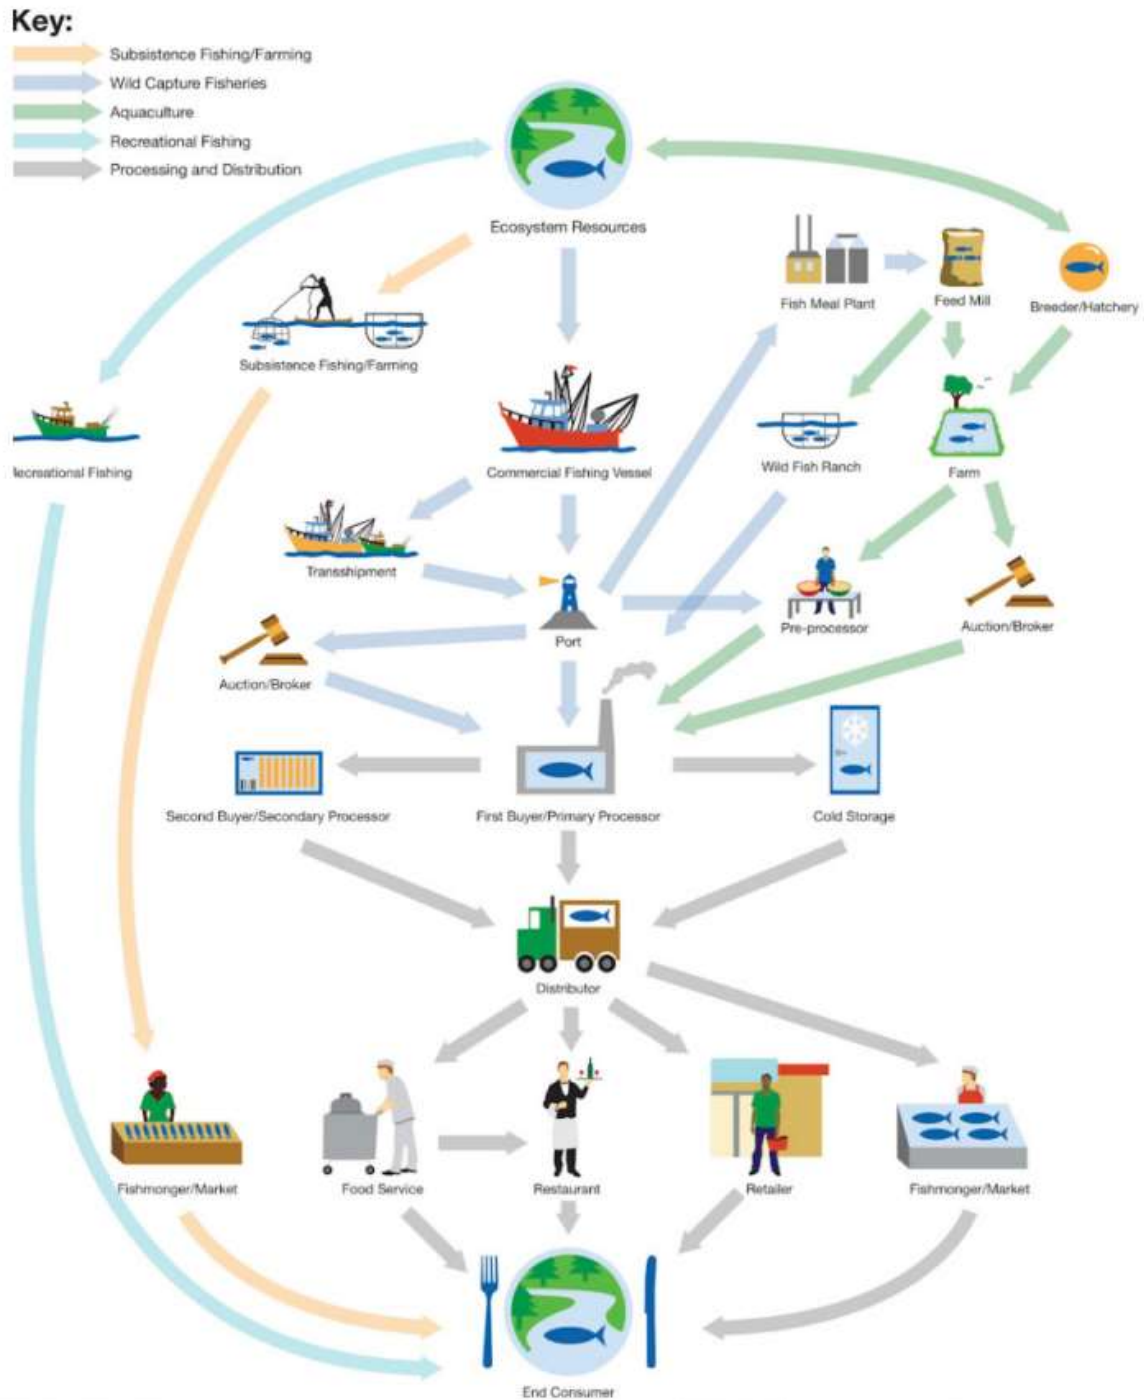 Key:
Subsistence Fishing/Farming
Wild Capture Fisheries
Aquaculture
Recreational Fishing
Processing and Distribution
Ecosystem Resources
Fish Meal Plant
Feed Mill
Breeder/Hatchery
Subsistence Fishing/Farming
lecreational Fishing
Commercial Fishing Vessel
Wild Fish Ranch
Farm
Transshipment
Port
Pre-processor
Auction/Broker
Auction/Broker
Second Buyer/Secondary Processor
First Buyer/Primary Processor
Cold Storage
Distributor
Fishmonger/Market
Food Service
Restaurant
Retailer
Fishmonger/Market
End Consumer